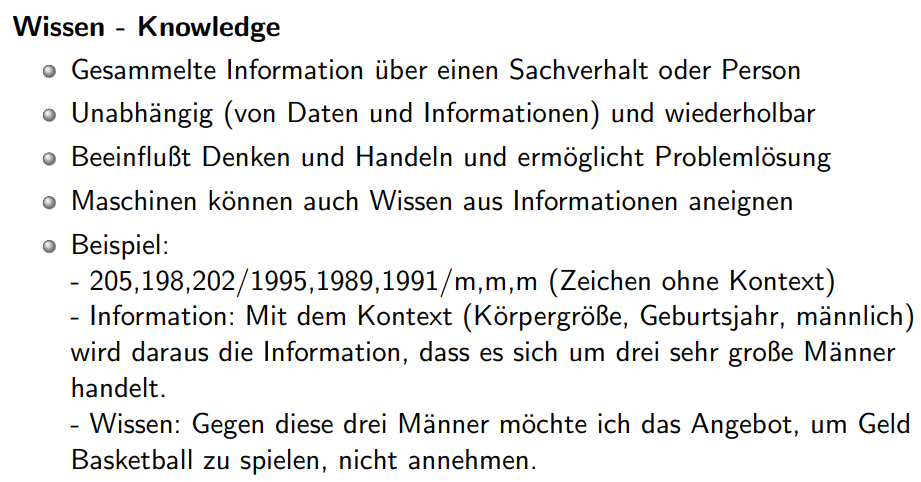 Wissen - Knowledge
Gesammelte Information über einen Sachverhalt oder Person
Unabhängig (von Daten und Informationen) und wiederholbar
Beeinflußt Denken und Handeln und ermöglicht Problemlösung
Maschinen können auch Wissen aus Informationen aneignen
Beispiel:
- 205,198,202/1995,1989,1991/m,m,m (Zeichen ohne Kontext)
- Information: Mit dem Kontext (Körpergröße, Geburtsjahr, männlich)
wird daraus die Information, dass es sich um drei sehr große Männer
handelt.
- Wissen: Gegen diese drei Männer möchte ich das Angebot, um Geld
Basketball zu spielen, nicht annehmen.